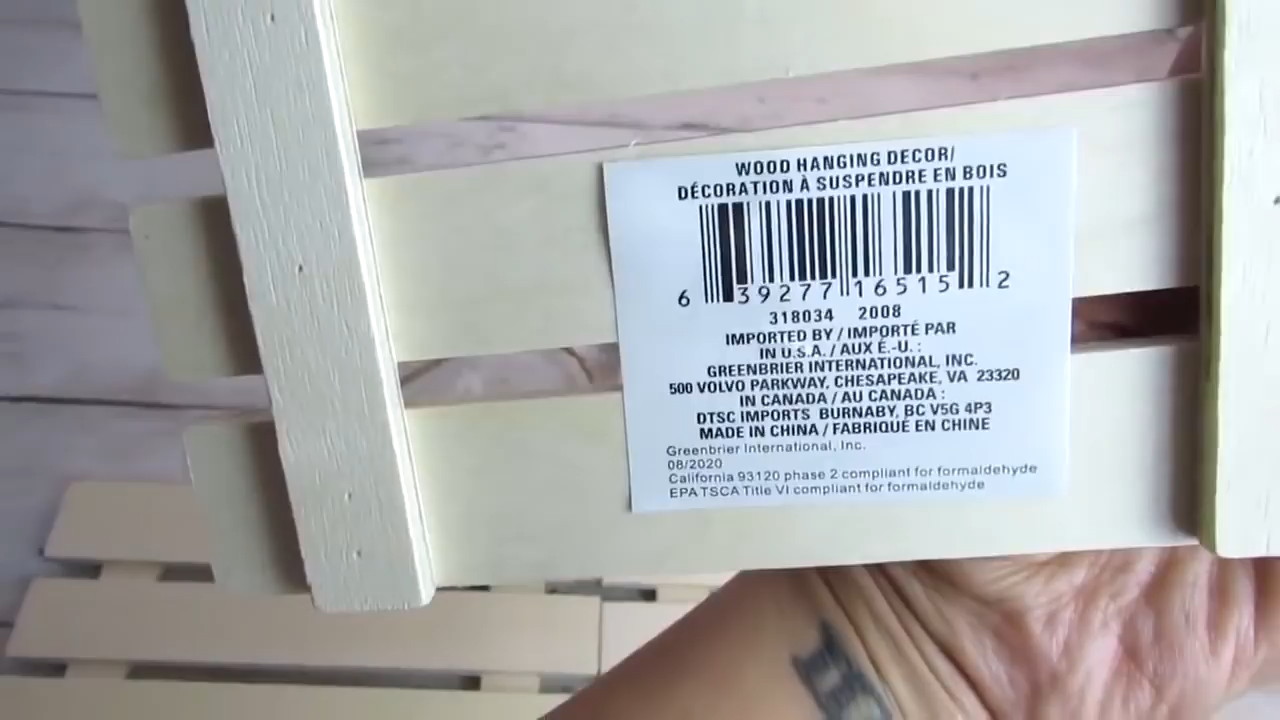 WOOD HANGING DECOR/
DÉCORATION À SUSPENDRE EN BOIS
6 39277 16515 2
318034 2008
IMPORTED BY / IMPORTÉ PAR
IN U.S.A. / AUX É.-U. :
GREENBRIER INTERNATIONAL, INC.
500 VOLVO PARKWAY, CHESAPEAKE, VA 23320
IN CANADA / AU CANADA :
DTSC IMPORTS BURNABY, BC V5G 4P3
MADE IN CHINA / FABRIQUÉ EN CHINE
Greenbrier International, Inc.
08/2020
California 93120 phase 2 compliant for formaldehyde
EPA TSCA Title VI compliant for formaldehyde